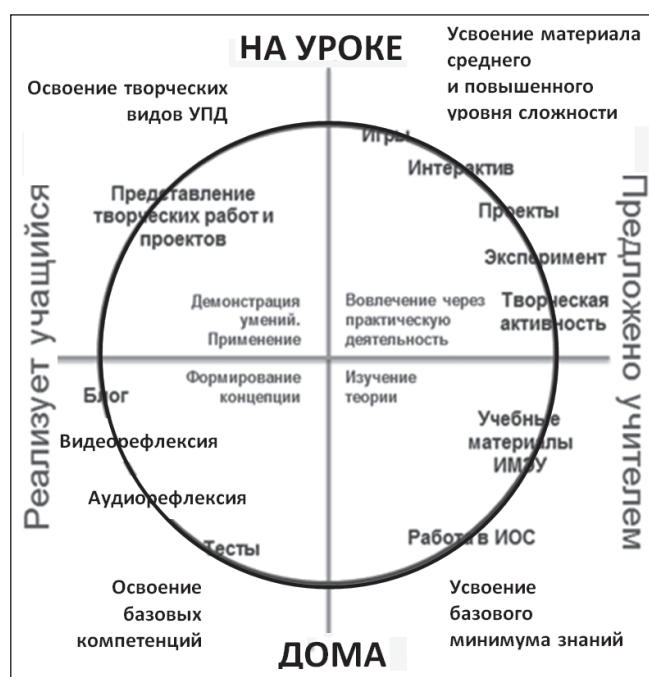 НА УРОКЕ
Усвоение материала
среднего
и повышенного
уровня сложности
Освоение творческих
видов УПД
Игры
Интерактив
Проекты
Эксперимент
Творческая
активность
Представление
творческих работ и
проектов
Реализует учащийся
Предложено учителем
Демонстрация
умений.
Применение
Вовлечение через
практическую
деятельность
Формирование
концепции
Изучение
теории
Блог
Видеорефлексия
Аудиорефлексия
Тесты
Учебные
материалы
ИМЭУ
Работа в ИОС
Освоение
базовых
компетенций
Усвоение
базового
минимума знаний
ДОМА